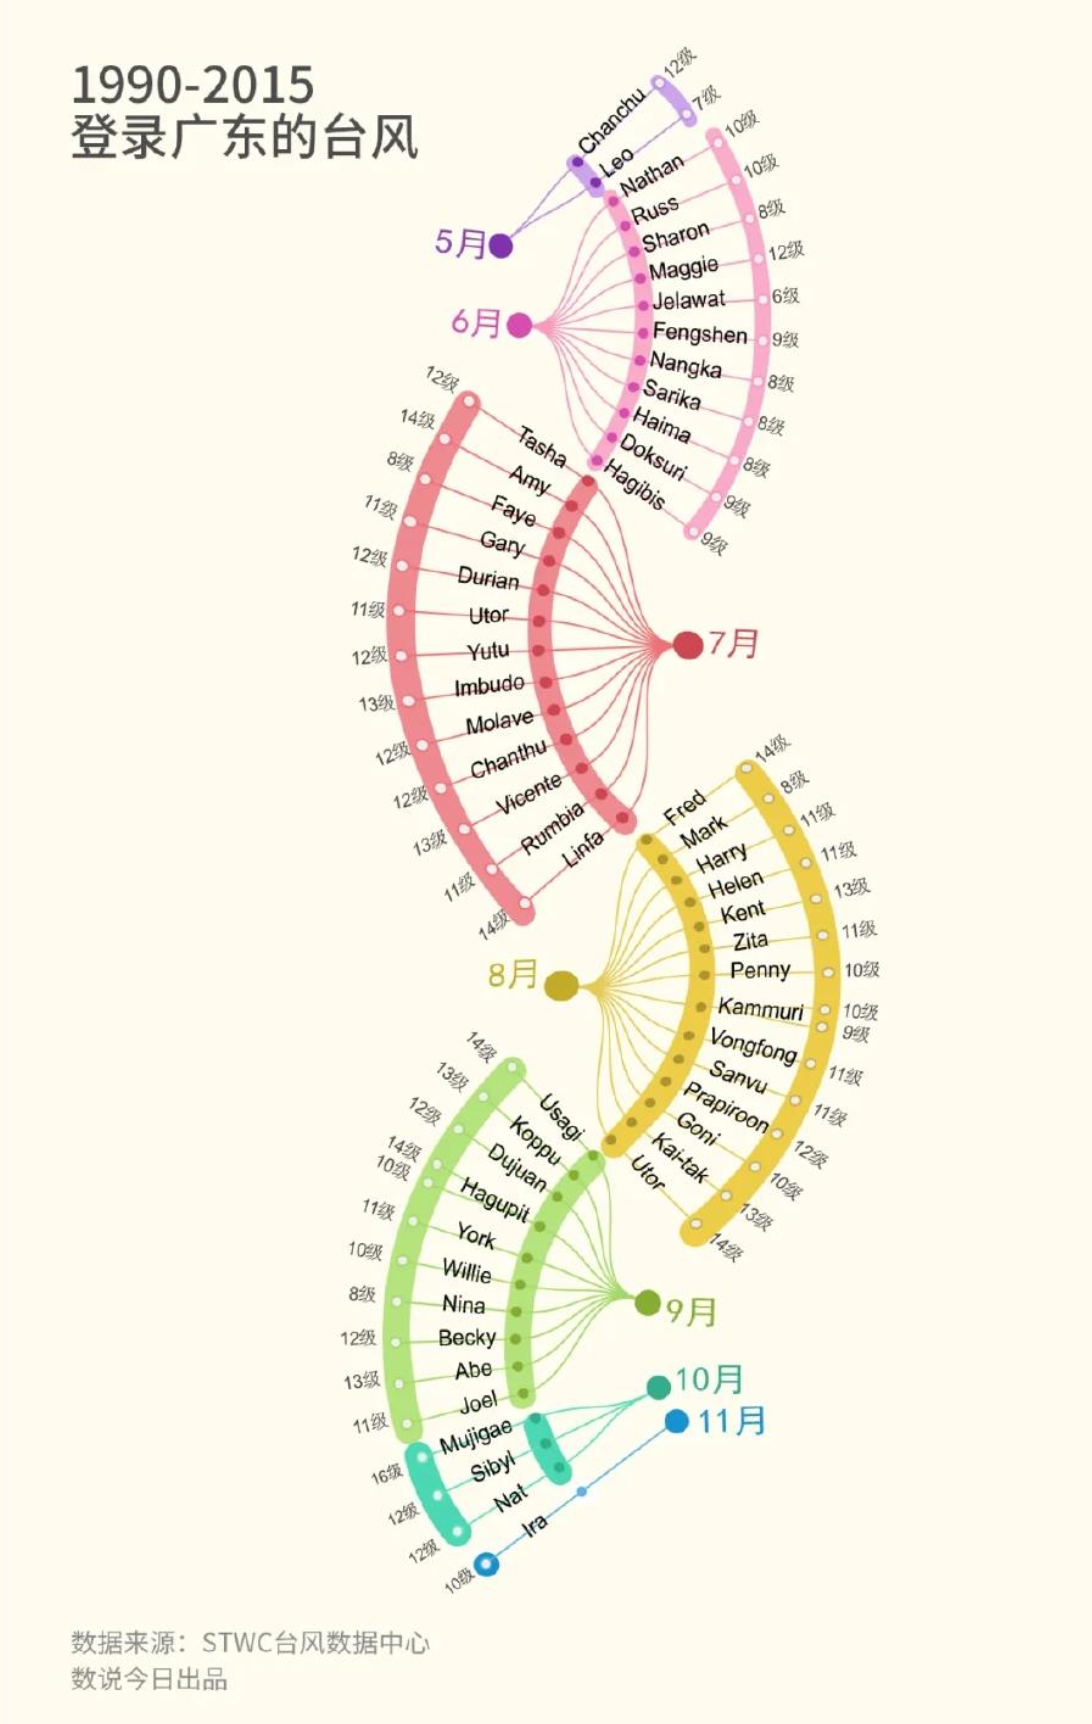 1990-2015
登录广东的台风
5月
Chanchu 12级
Leo 7级
6月
Nathan 10级
Russ 10级
Sharon 8级
Maggie 12级
Jelawat 6级
Fengshen 9级
Nangka 8级
Sarika 8级
Haima 8级
Doksuri 9级
Hagibis 9级
7月
12级 Tasha
14级 Amy
8级 Faye
11级 Gary
12级 Durian
11级 Utor
12级 Yutu
13级 Imbudo
12级 Molave
12级 Chanthu
13级 Vicente
11级 Rumbia
14级 Linfa
8月
Fred 14级
Mark 8级
Harry 11级
Helen 11级
Kent 13级
Zita 11级
Penny 10级
Kammuri 10级
9级
Vongfong 11级
Sanvu 11级
Prapiroon 12级
Goni 10级
Kai-tak 13级
Utor 14级
9月
14级 Usagi
13级 Koppu
12级 Dujuan
14级 Hagupit
10级
11级 York
10级 Willie
8级 Nina
12级 Becky
13级 Abe
11级 Joel
10月
16级 Mujigae
12级 Sibyl
12级 Nat
11月
10级 Ira
数据来源：STWC台风数据中心
数说今日出品